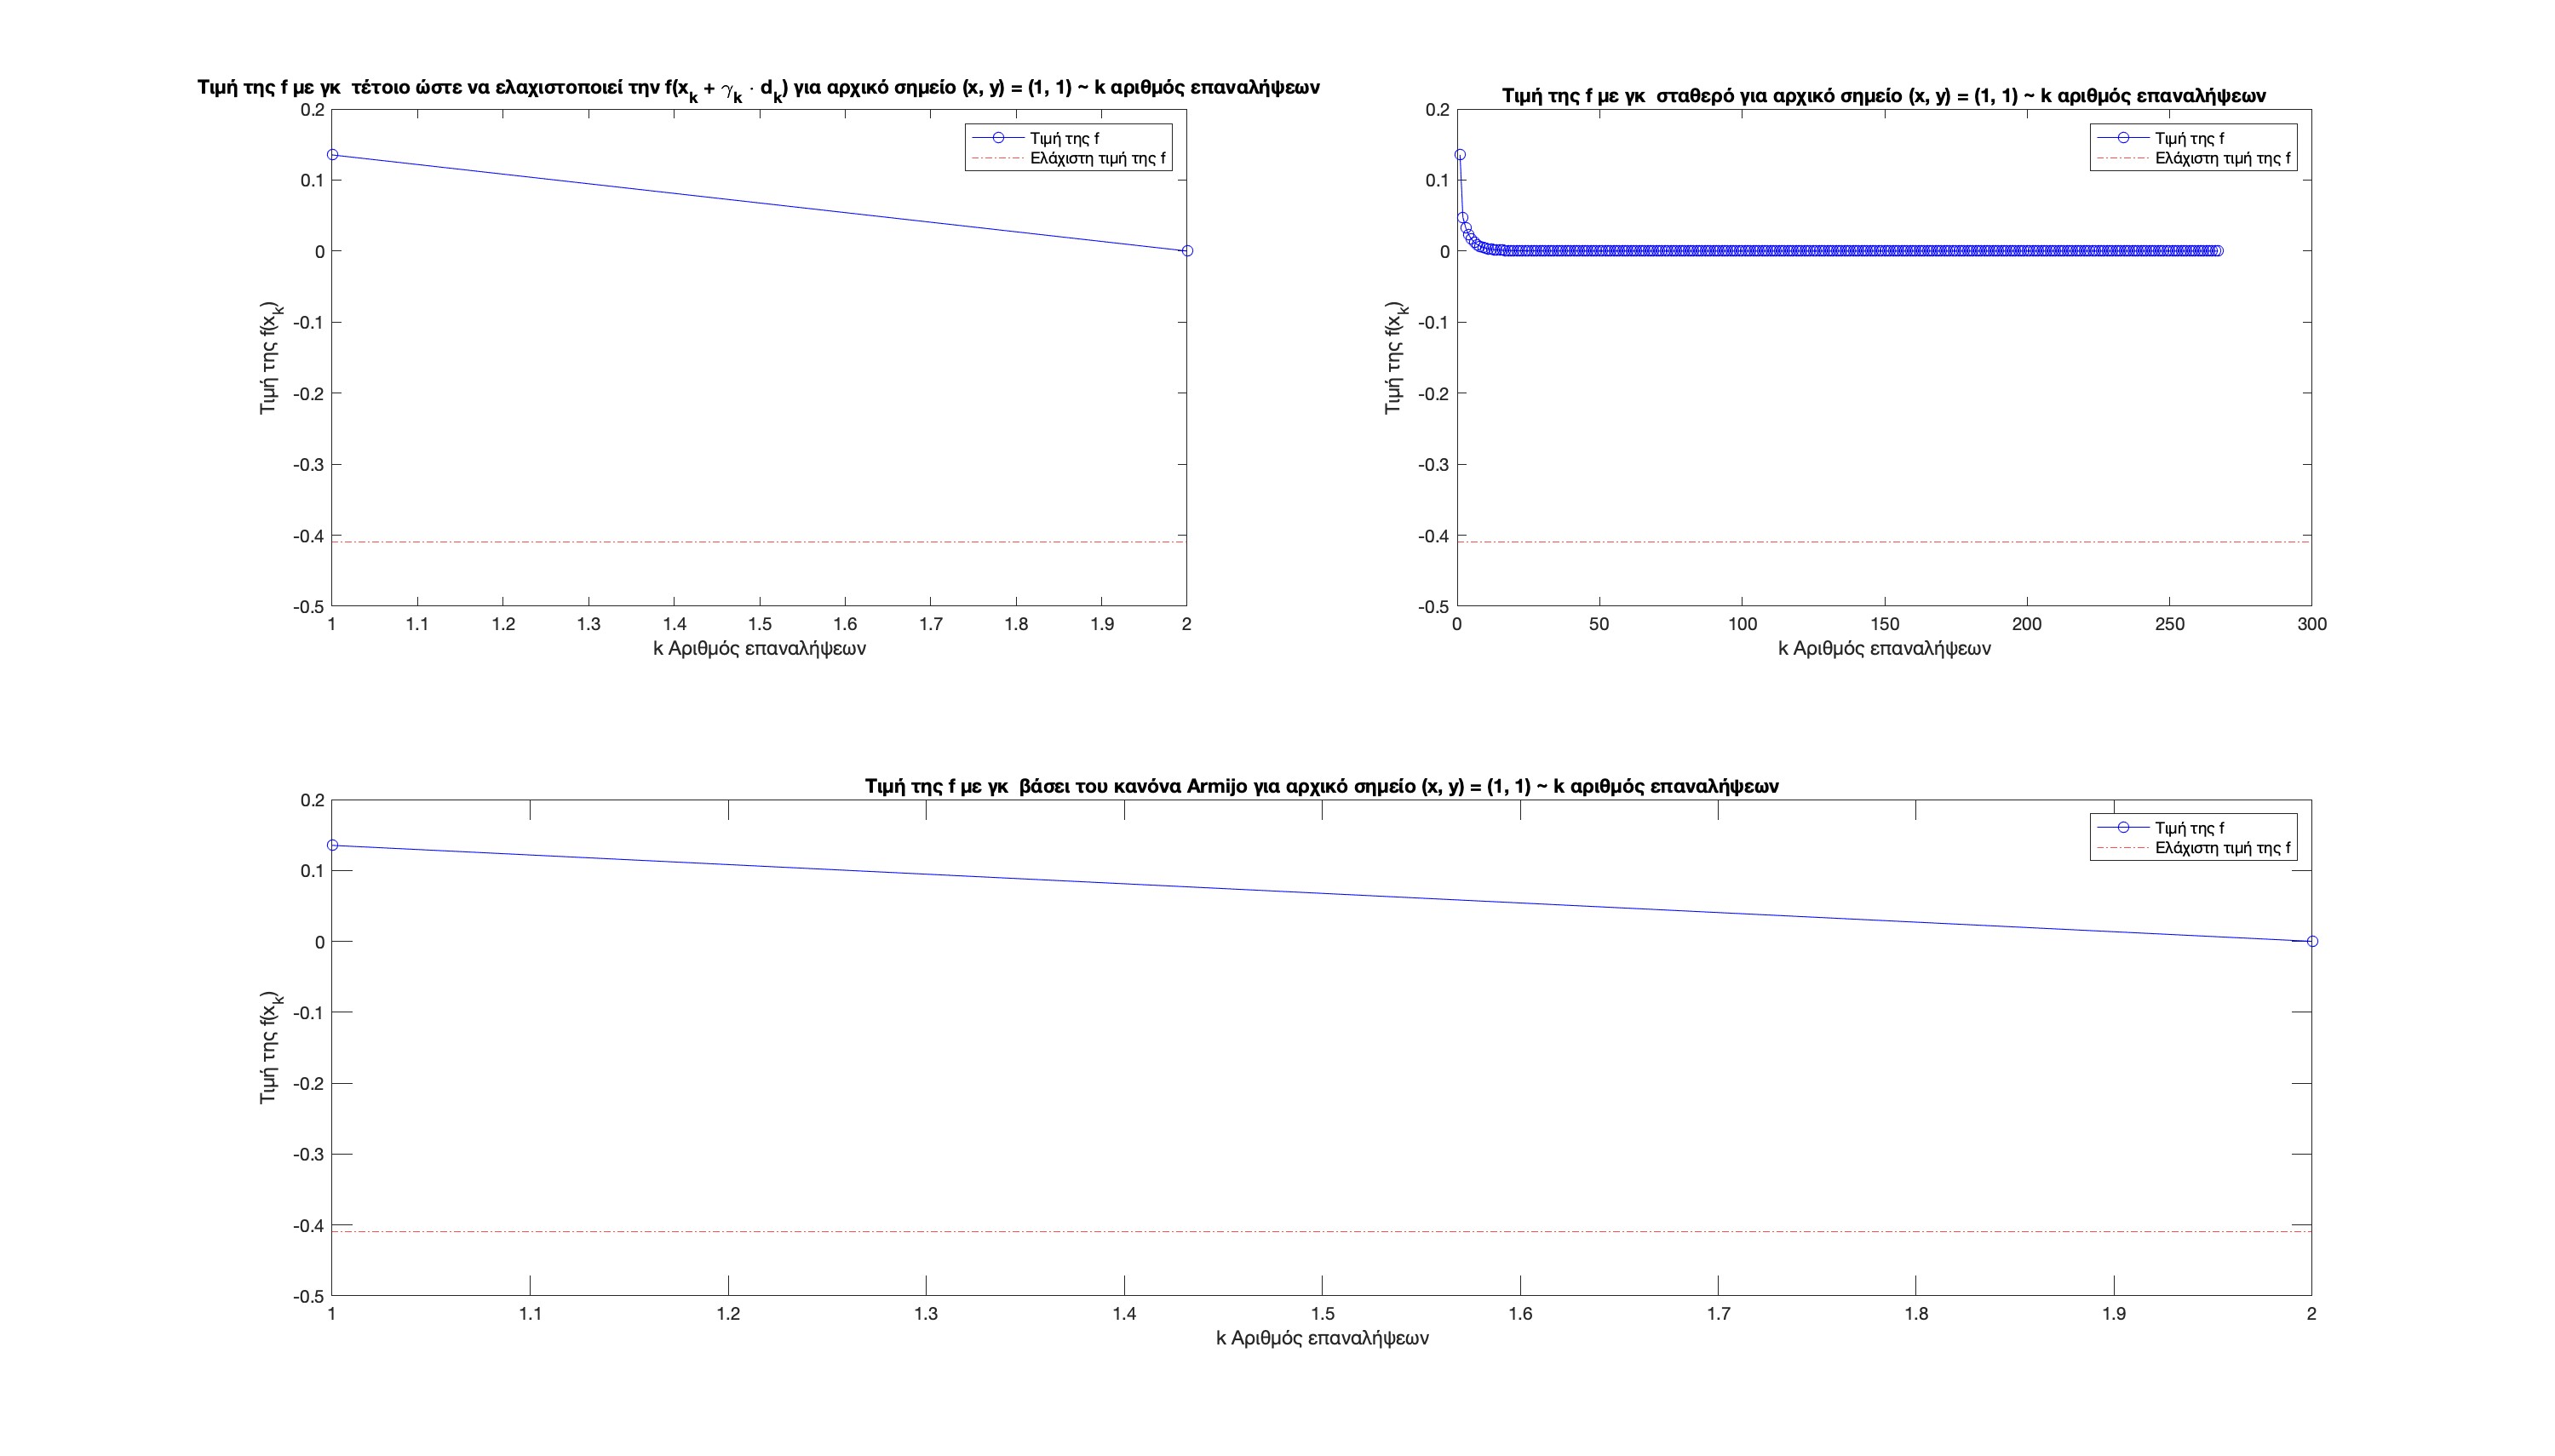 Τιμή της f με γκ τέτοιο ώστε να ελαχιστοποιεί την f(x_k + γ_k · d_k) για αρχικό σημείο (x, y) = (1, 1) ~ k αριθμός επαναλήψεων
Τιμή της f
Ελάχιστη τιμή της f
0.2
0.1
0
-0.1
-0.2
-0.3
-0.4
-0.5
Τιμή της f(x_k)
1 1.1 1.2 1.3 1.4 1.5 1.6 1.7 1.8 1.9 2
k Αριθμός επαναλήψεων
Τιμή της f με γκ σταθερό για αρχικό σημείο (x, y) = (1, 1) ~ k αριθμός επαναλήψεων
Τιμή της f
Ελάχιστη τιμή της f
0.2
0.1
0
-0.1
-0.2
-0.3
-0.4
-0.5
Τιμή της f(x_k)
0 50 100 150 200 250 300
k Αριθμός επαναλήψεων
Τιμή της f με γκ βάσει του κανόνα Armijo για αρχικό σημείο (x, y) = (1, 1) ~ k αριθμός επαναλήψεων
Τιμή της f
Ελάχιστη τιμή της f
0.2
0.1
0
-0.1
-0.2
-0.3
-0.4
-0.5
Τιμή της f(x_k)
1 1.1 1.2 1.3 1.4 1.5 1.6 1.7 1.8 1.9 2
k Αριθμός επαναλήψεων